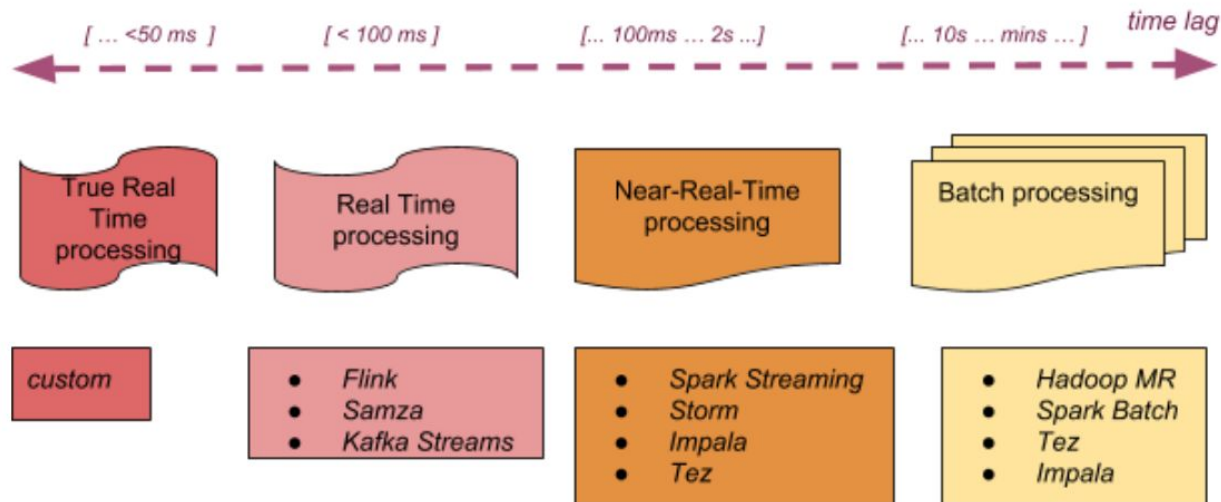 [ ... <50 ms ]
[ < 100 ms ]
[... 100ms ... 2s ...]
[... 10s ... mins ... ]
time lag
True Real
Time
processing
Real Time
processing
Near-Real-Time
processing
Batch processing
custom
● Flink
● Samza
● Kafka Streams
● Spark Streaming
● Storm
● Impala
● Tez
● Hadoop MR
● Spark Batch
● Tez
● Impala